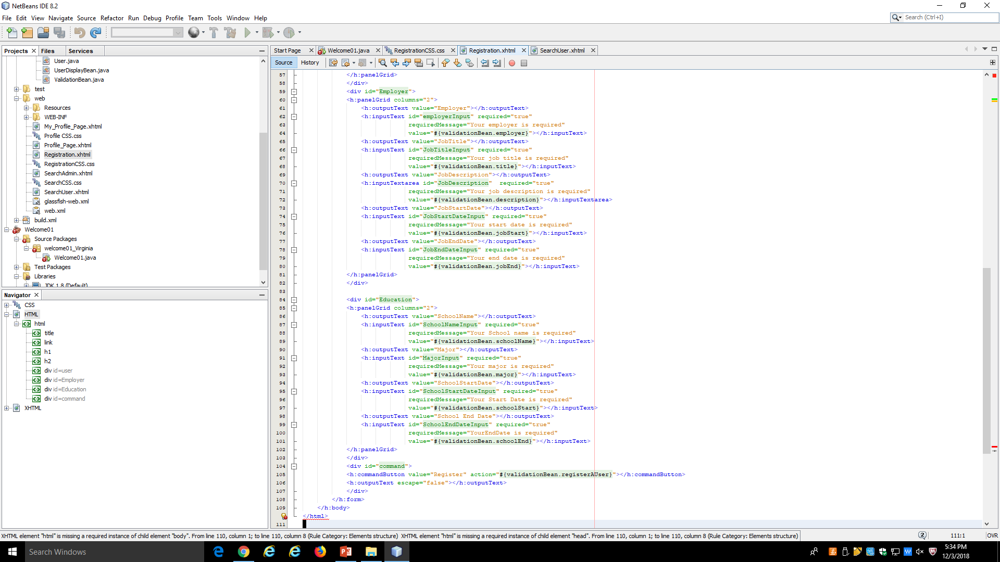 NetBeans IDE 8.2
File Edit View Navigate Source Refactor Run Debug Profile Team Tools Window Help
Search (Ctrl+I)
Projects Files Services
User.java
UserDisplayBean.java
ValidationBean.java
test
web
Resources
WEB-INF
My_Profile_Page.xhtml
Profile CSS.css
Profile_Page.xhtml
Registration.xhtml
RegistrationCSS.css
SearchAdmin.xhtml
SearchCSS.css
SearchUser.xhtml
glassfish-web.xml
web.xml
build.xml
Welcome01
Source Packages
welcome01_Virginia
Welcome01.java
Test Packages
Libraries
JDK 1.8 (Default)
Navigator
CSS
HTML
html
title
link
h1
h2
div id=user
div id=Employer
div id=Education
div id=command
XHTML
Start Page Welcome01.java RegistrationCSS.css Registration.xhtml SearchUser.xhtml
Source History
57 </h:panelGrid>
58 </div>
59 <div id="Employer">
60 <h:panelGrid columns="2">
61 <h:outputText value="Employer"></h:outputText>
62 <h:inputText id="employerInput" required="true"
63 requiredMessage="Your employer is required"
64 value="#{validationBean.employer}"></h:inputText>
65 <h:outputText value="JobTitle"></h:outputText>
66 <h:inputText id="JobTitleInput" required="true"
67 requiredMessage="Your job title is required"
68 value="#{validationBean.title}"></h:inputText>
69 <h:outputText value="JobDescription"></h:outputText>
70 <h:inputTextarea id="JobDescription"  required="true"
71 requiredMessage="Your job description is required"
72 value="#{validationBean.description}"></h:inputTextarea>
73 <h:outputText value="JobStartDate"></h:outputText>
74 <h:inputText id="JobStartDateInput" required="true"
75 requiredMessage="Your start date is required"
76 value="#{validationBean.jobStart}"></h:inputText>
77 <h:outputText value="JobEndDate"></h:outputText>
78 <h:inputText id="JobEndDateInput" required="true"
79 requiredMessage="Your end date is required"
80 value="#{validationBean.jobEnd}"></h:inputText>
81 </h:panelGrid>
82 </div>
83
84 <div id="Education">
85 <h:panelGrid columns="2">
86 <h:outputText value="SchoolName"></h:outputText>
87 <h:inputText id="SchoolNameInput" required="true"
88 requiredMessage="Your School name is required"
89 value="#{validationBean.schoolName}"></h:inputText>
90 <h:outputText value="Major"></h:outputText>
91 <h:inputText id="MajorInput" required="true"
92 requiredMessage="Your major is required"
93 value="#{validationBean.major}"></h:inputText>
94 <h:outputText value="SchoolStartDate"></h:outputText>
95 <h:inputText id="SchoolStartDateInput" required="true"
96 requiredMessage="Your Start Date is required"
97 value="#{validationBean.schoolStart}"></h:inputText>
98 <h:outputText value="School End Date"></h:outputText>
99 <h:inputText id="SchoolEndDateInput" required="true"
100 requiredMessage="YourEndDate is required"
101 value="#{validationBean.schoolEnd}"></h:inputText>
102 </h:panelGrid>
103 </div>
104 <div id="command">
105 <h:commandButton value="Register" action="#{validationBean.registerAUser}"></h:commandButton>
106 <h:outputText escape="false"></h:outputText>
107 </div>
108 </h:form>
109 </h:body>
</html>
111
XHTML element "html" is missing a required instance of child element "body". From line 110, column 1; to line 110, column 8 (Rule Category: Elements structure) XHTML element "html" is missing a required instance of child element "head". From line 110, column 1; to line 110, column 8 (Rule Category: Elements structure)
2 111:1 OVR
Search Windows
5:34 PM
12/3/2018